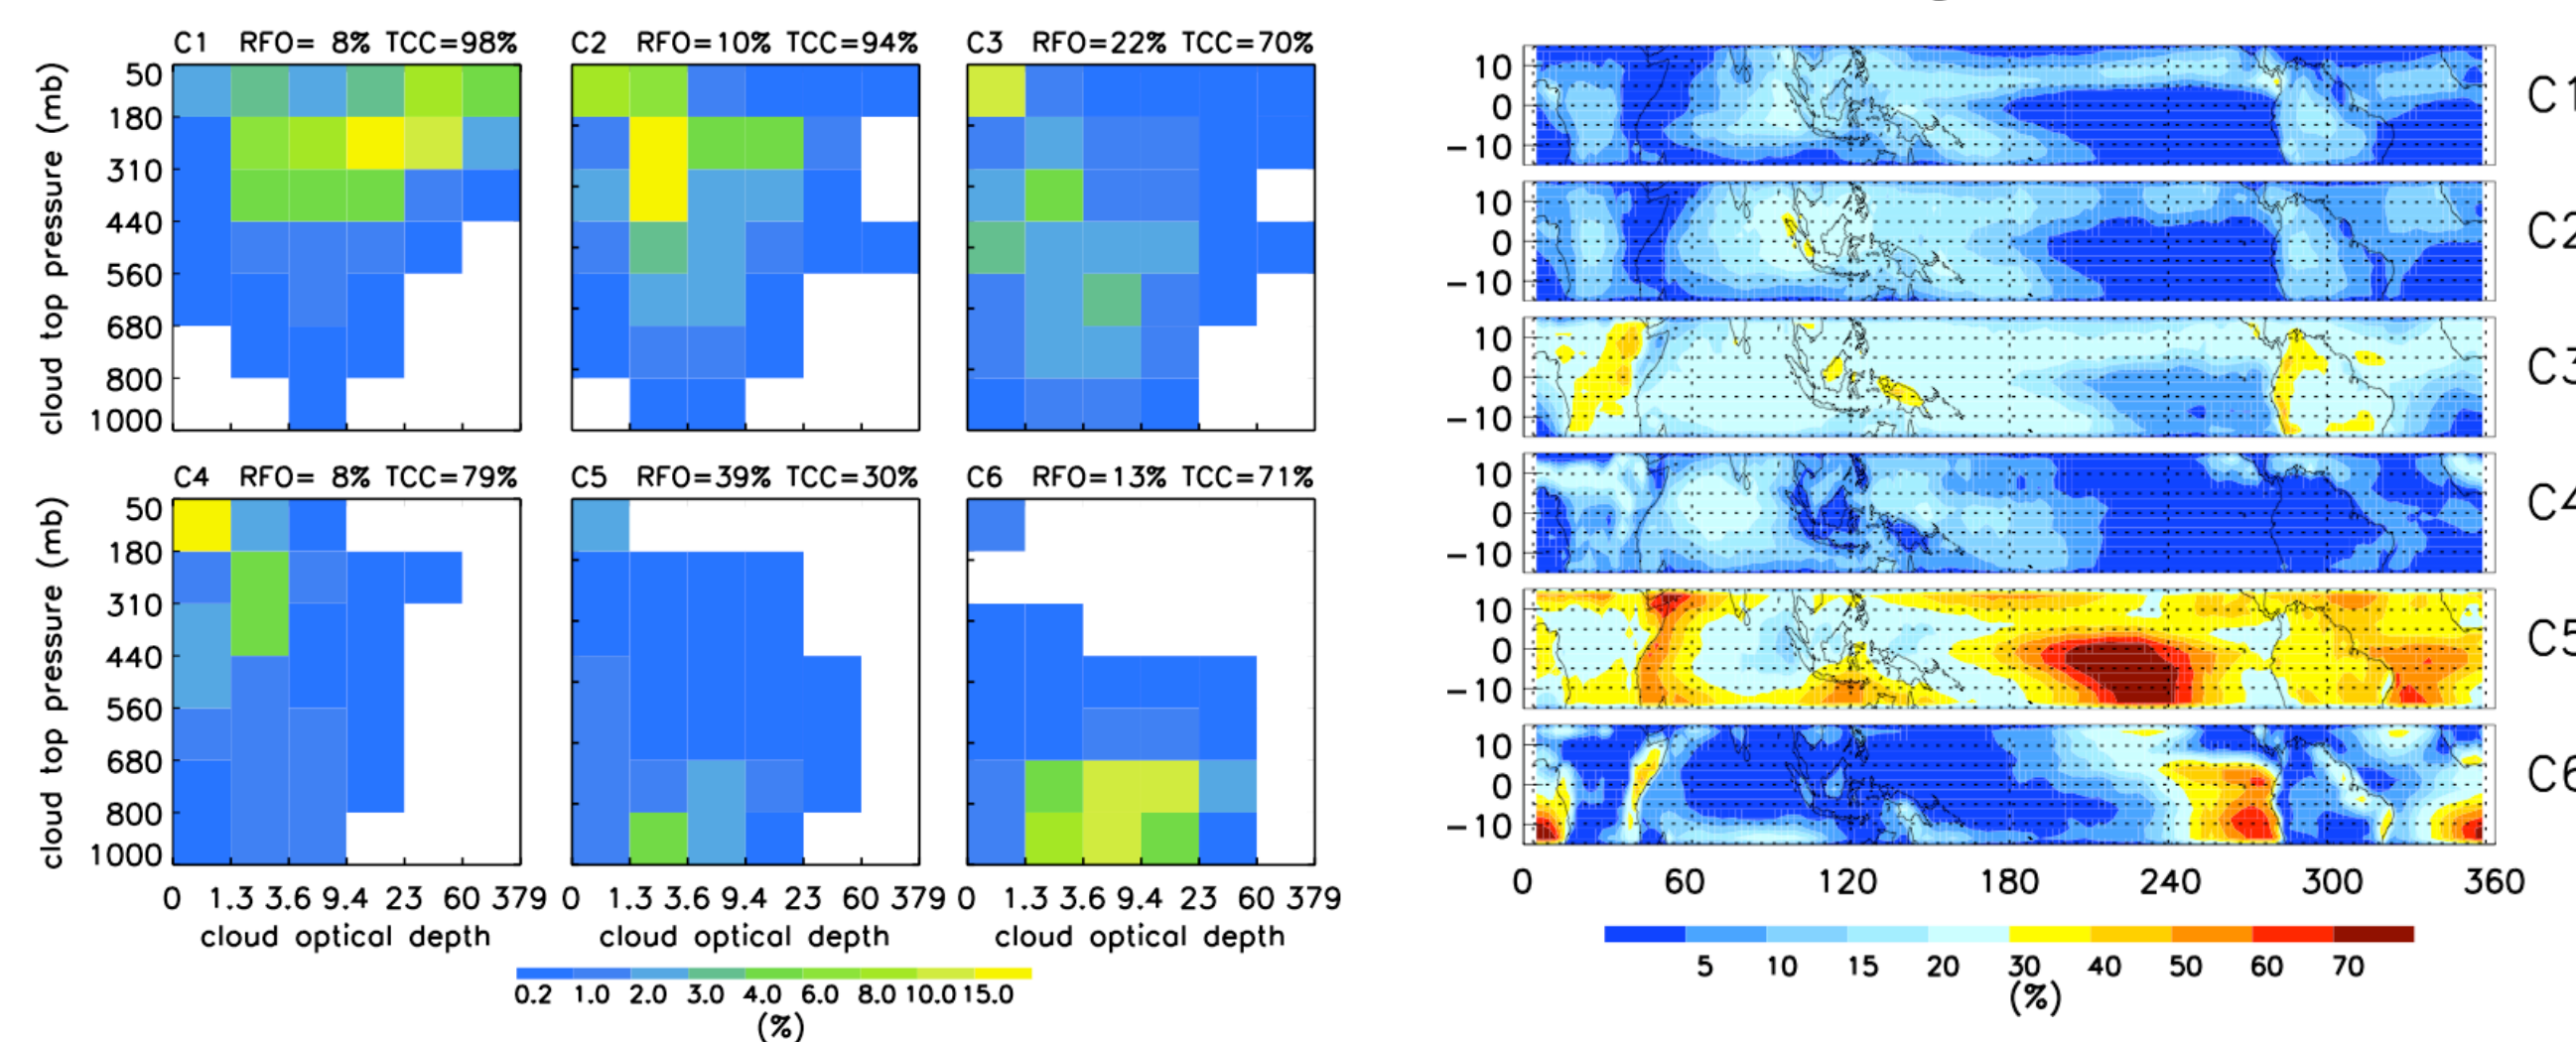 C1 RFO= 8% TCC=98%
C2 RFO=10% TCC=94%
C3 RFO=22% TCC=70%
cloud top pressure (mb)
50
180
310
440
560
680
800
1000
C4 RFO= 8% TCC=79%
C5 RFO=39% TCC=30%
C6 RFO=13% TCC=71%
cloud top pressure (mb)
50
180
310
440
560
680
800
1000
0 1.3 3.6 9.4 23 60 379
0 1.3 3.6 9.4 23 60 379
0 1.3 3.6 9.4 23 60 379
cloud optical depth
cloud optical depth
cloud optical depth
0.2 1.0 2.0 3.0 4.0 6.0 8.0 10.0 15.0
(%)
10
0
−10
C1
10
0
−10
C2
10
0
−10
C3
10
0
−10
C4
10
0
−10
C5
10
0
−10
C6
0 60 120 180 240 300 360
5 10 15 20 30 40 50 60 70
(%)